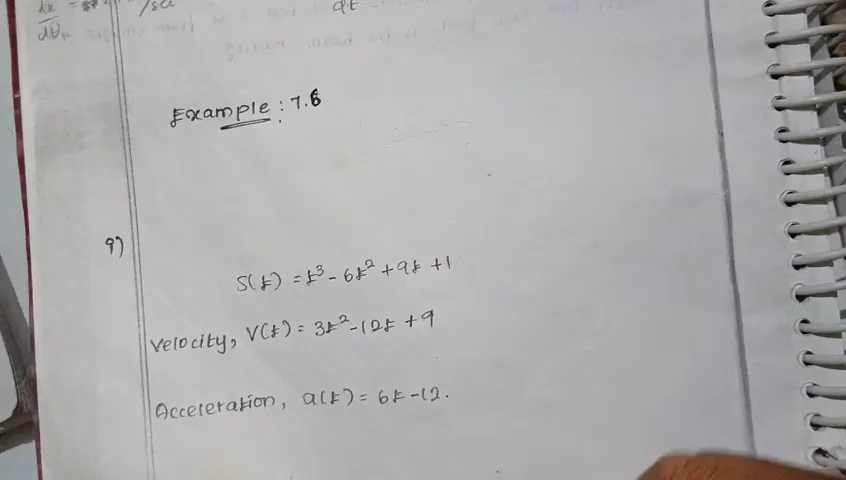 Example : 7.6
9)
S(t) = t³ - 6t² + 9t + 1
Velocity, V(t) = 3t² - 12t + 9
Acceleration, a(t) = 6t - 12.